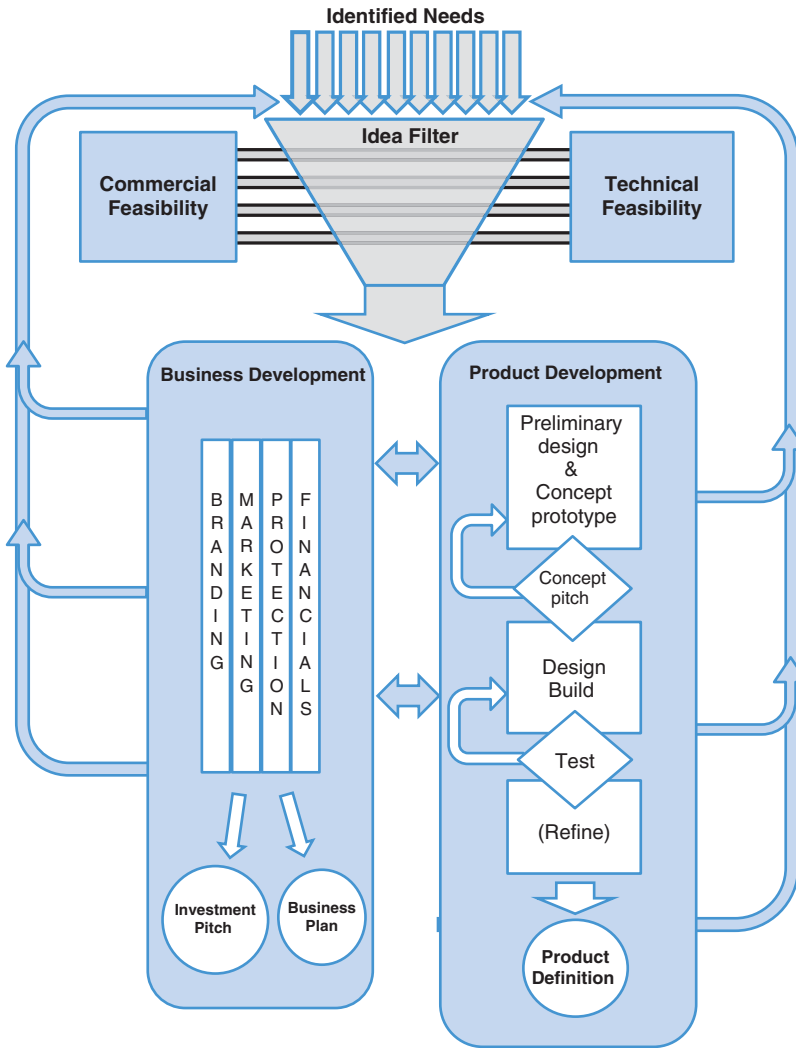 Identified Needs
Idea Filter
Commercial
Feasibility
Technical
Feasibility
Business Development
BRANDING
MARKETING
PROTECTION
FINANCIALS
Investment
Pitch
Business
Plan
Product Development
Preliminary
design
&
Concept
prototype
Concept
pitch
Design
Build
Test
(Refine)
Product
Definition